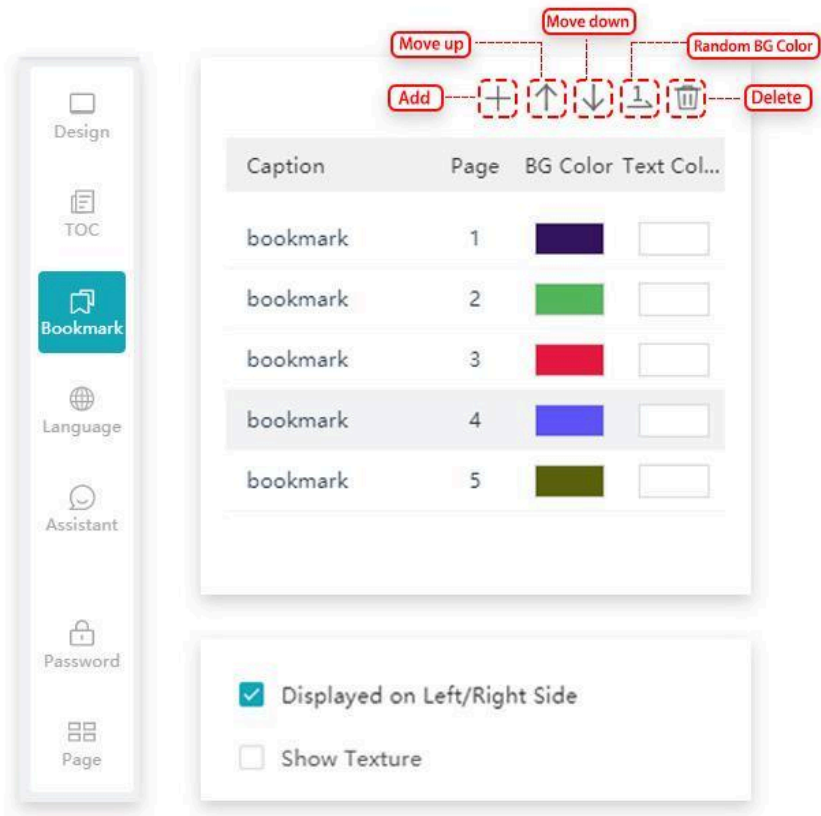 Move down
Move up
Random BG Color
Add
1
Delete
Design
TOC
Bookmark
Language
Assistant
Password
Page
Caption Page BG Color Text Col...
bookmark 1
bookmark 2
bookmark 3
bookmark 4
bookmark 5
Displayed on Left/Right Side
Show Texture